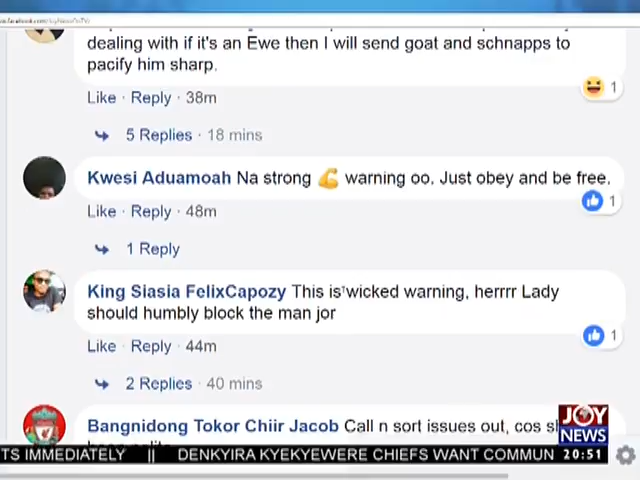 dealing with if it's an Ewe then I will send goat and schnapps to
pacify him sharp.
1
Like · Reply · 38m
5 Replies · 18 mins
Kwesi Aduamoah Na strong 💪 warning oo. Just obey and be free.
1
Like · Reply · 48m
1 Reply
King Siasia FelixCapozy This is wicked warning, herrrr Lady
should humbly block the man jor
1
Like · Reply · 44m
2 Replies · 40 mins
Bangnidong Tokor Chiir Jacob Call n sort issues out, cos
JOY
NEWS
TS IMMEDIATELY || DENKYIRA KYEKYEWERE CHIEFS WANT COMMUN
20:51